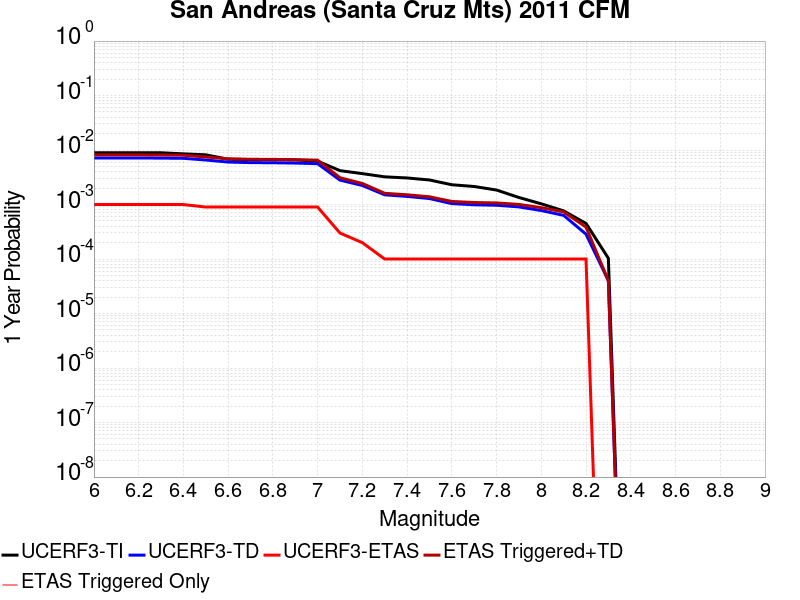 San Andreas (Santa Cruz Mts) 2011 CFM
10 0
10 -1
10 -2
10 -3
10 -4
10 -5
10 -6
10 -7
10 -8
1 Year Probability
6 6.2 6.4 6.6 6.8 7 7.2 7.4 7.6 7.8 8 8.2 8.4 8.6 8.8 9
Magnitude
UCERF3-TI UCERF3-TD UCERF3-ETAS ETAS Triggered+TD
ETAS Triggered Only